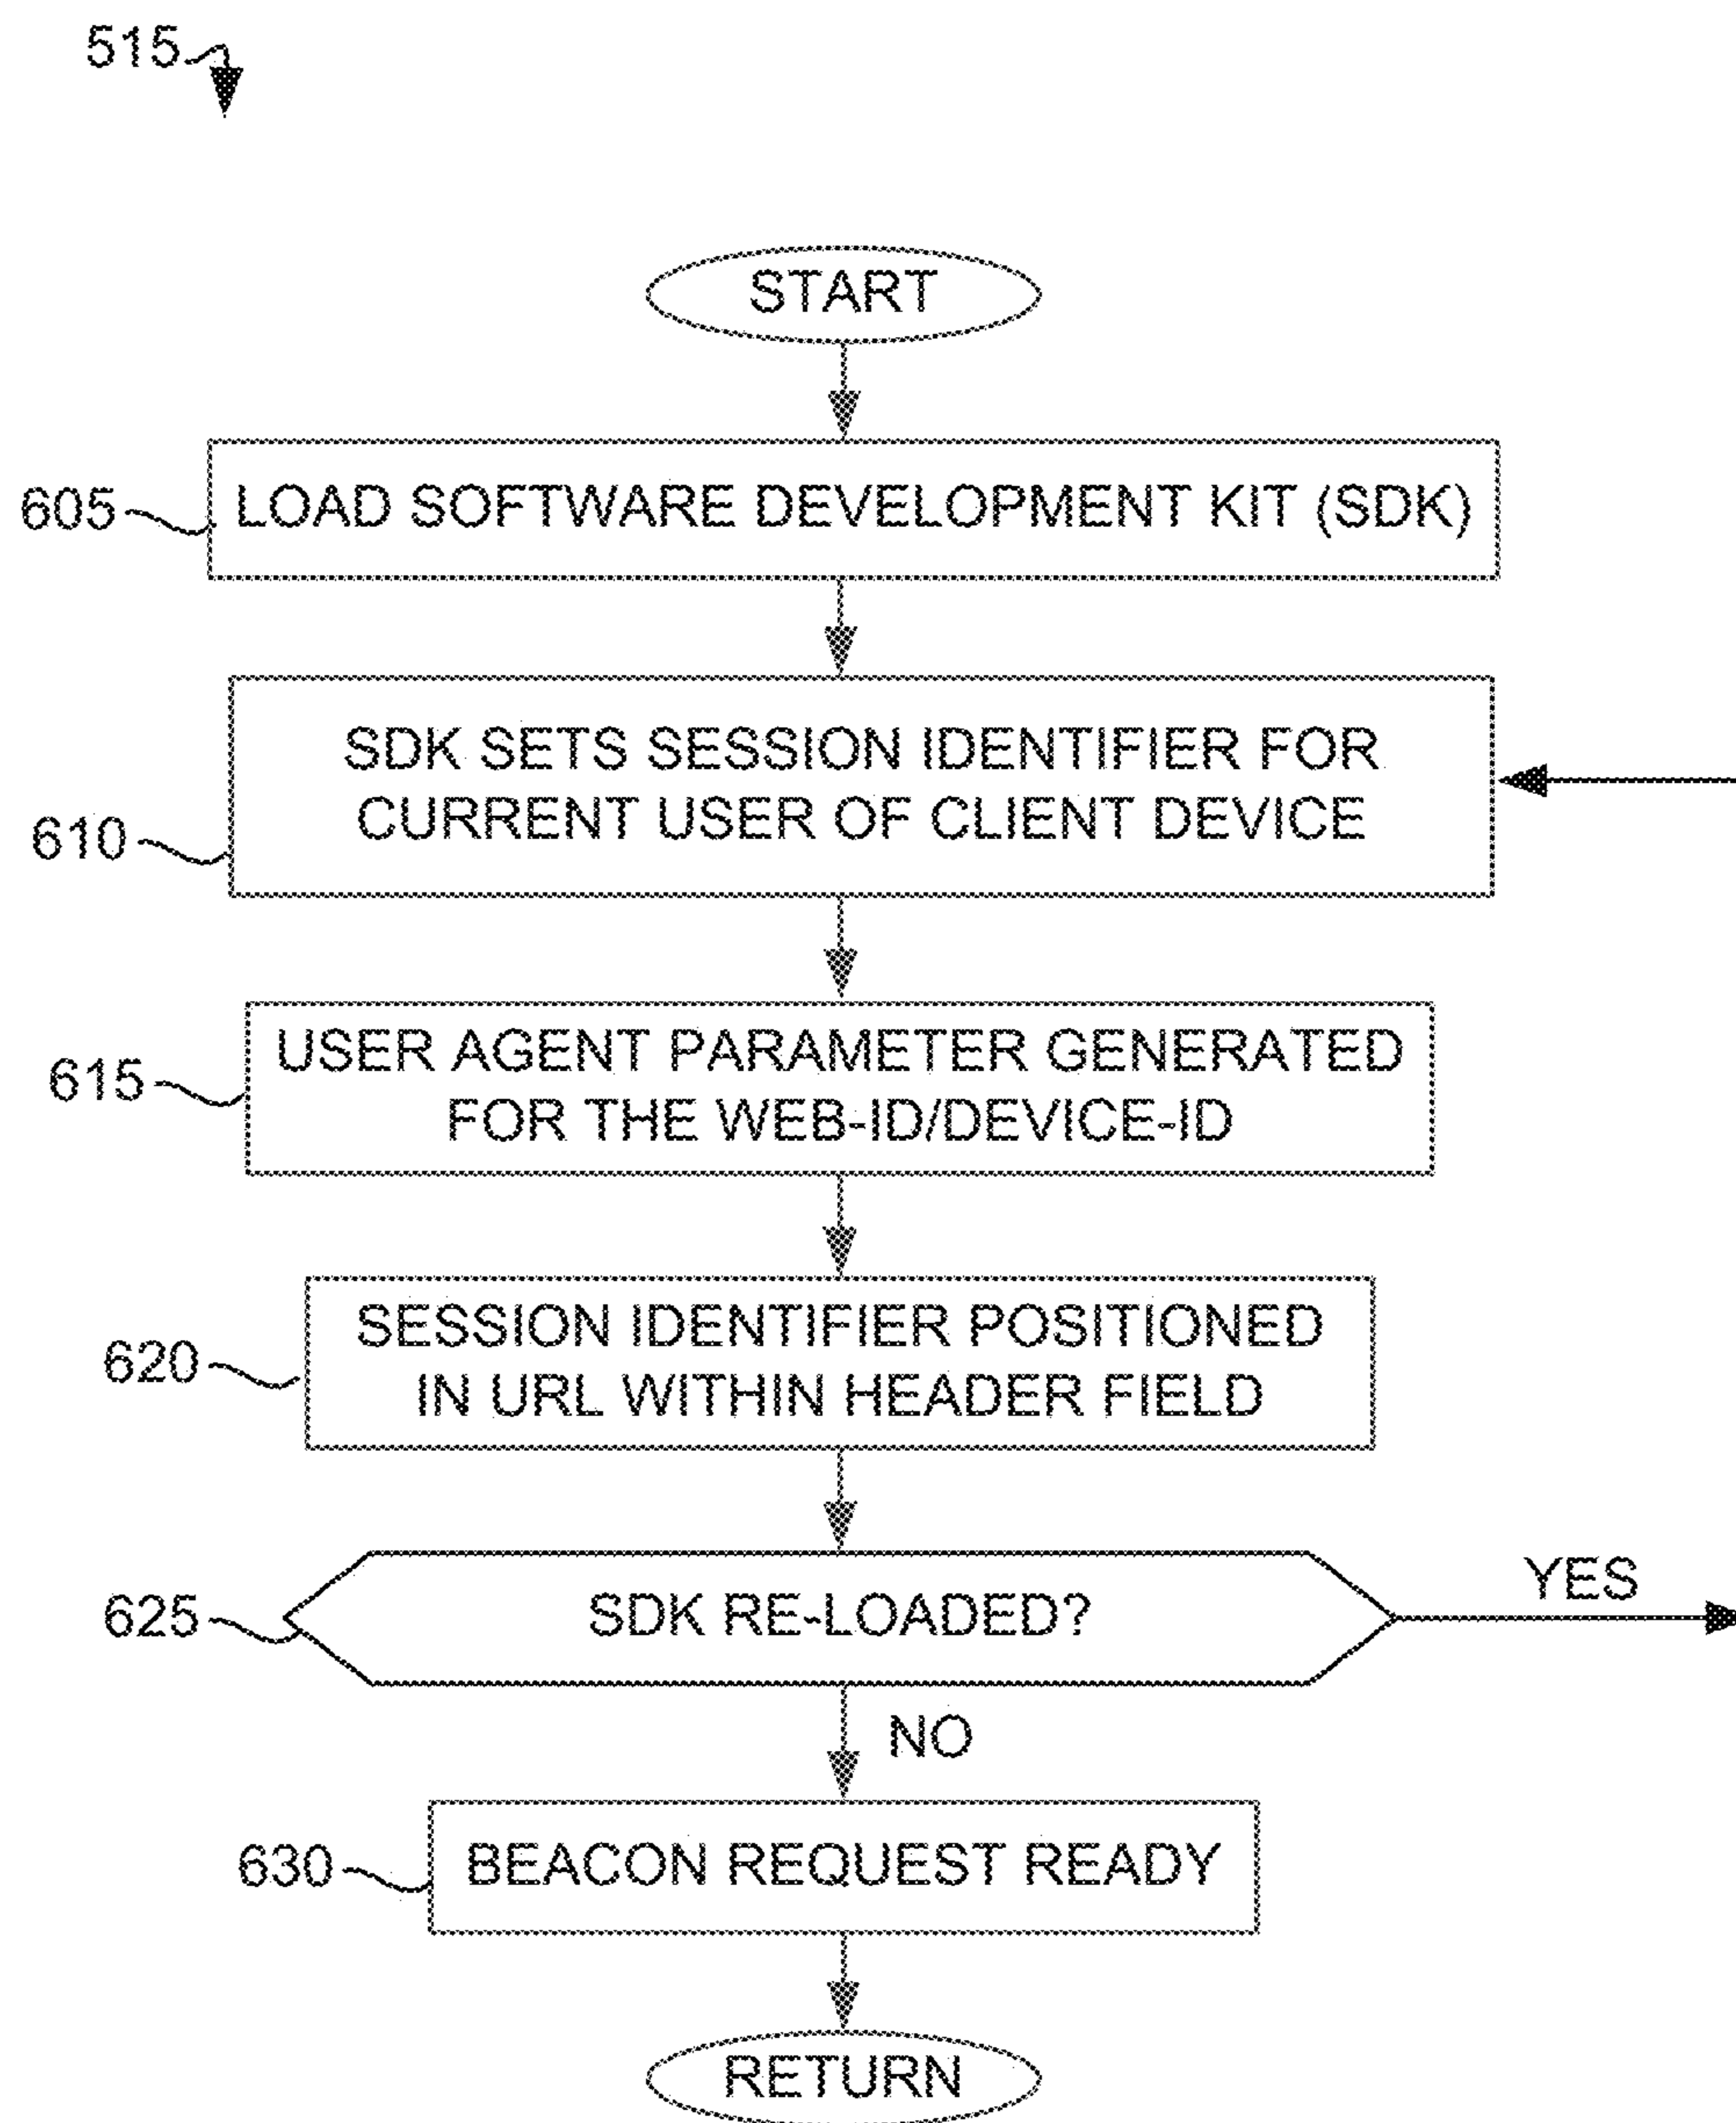 515
START
605
LOAD SOFTWARE DEVELOPMENT KIT (SDK)
SDK SETS SESSION IDENTIFIER FOR
CURRENT USER OF CLIENT DEVICE
610
USER AGENT PARAMETER GENERATED
FOR THE WEB-ID/DEVICE-ID
615
SESSION IDENTIFIER POSITIONED
IN URL WITHIN HEADER FIELD
620
625
SDK RE-LOADED?
YES
NO
630
BEACON REQUEST READY
RETURN